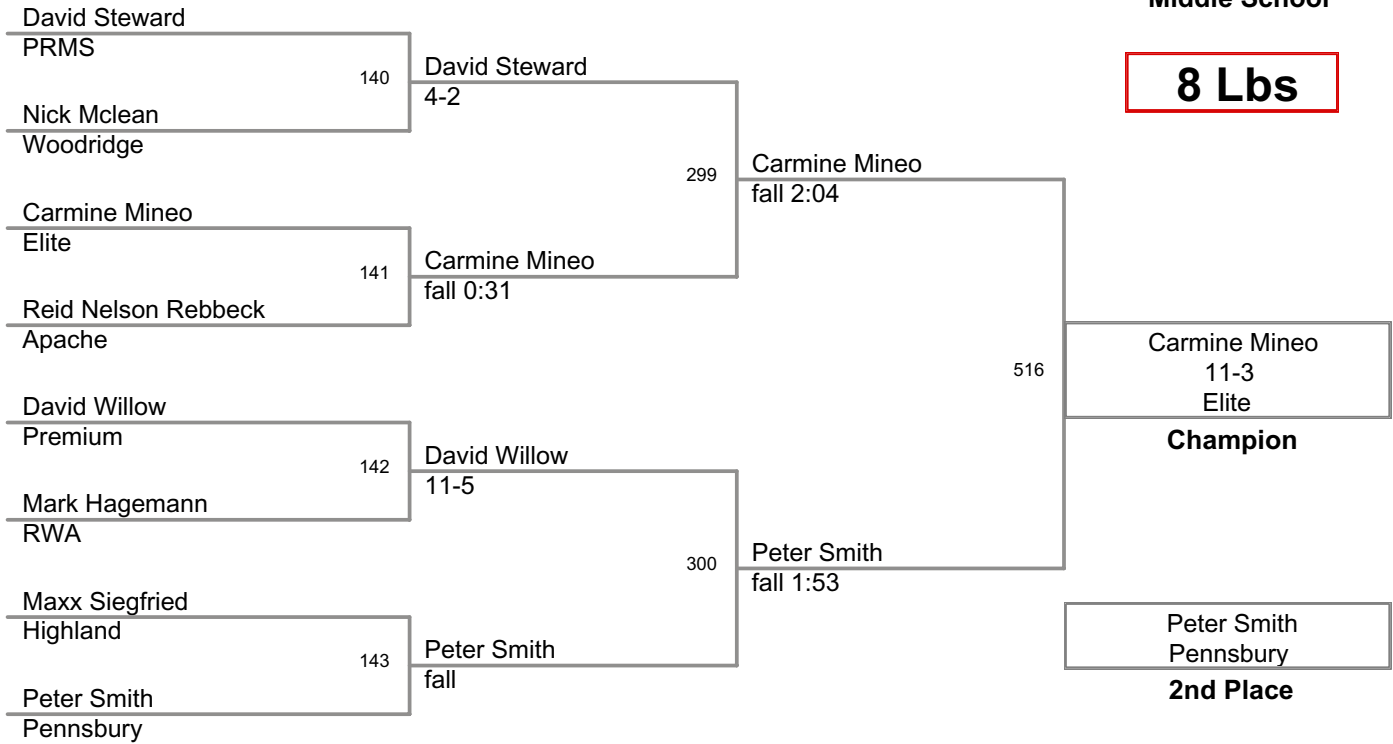 Middle School
8 Lbs
David Steward
PRMS
140
Nick Mclean
Woodridge
David Steward
4-2
Carmine Mineo
Elite
141
Reid Nelson Rebbeck
Apache
Carmine Mineo
fall 0:31
299
Carmine Mineo
fall 2:04
David Willow
Premium
142
Mark Hagemann
RWA
David Willow
11-5
Maxx Siegfried
Highland
143
Peter Smith
Pennsbury
Peter Smith
fall
300
Peter Smith
fall 1:53
516
Carmine Mineo
11-3
Elite
Champion
Peter Smith
Pennsbury
2nd Place